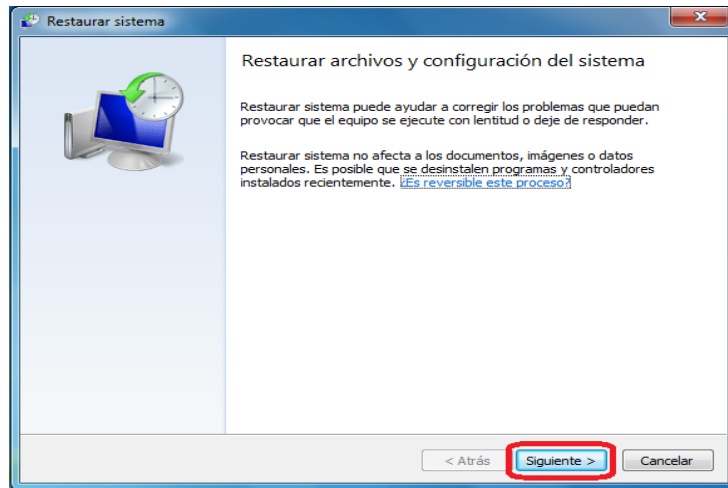 Restaurar sistema
Restaurar archivos y configuración del sistema
Restaurar sistema puede ayudar a corregir los problemas que puedan
provocar que el equipo se ejecute con lentitud o deje de responder.
Restaurar sistema no afecta a los documentos, imágenes o datos
personales. Es posible que se desinstalen programas y controladores
instalados recientemente. ¿Es reversible este proceso?
< Atrás
Siguiente >
Cancelar